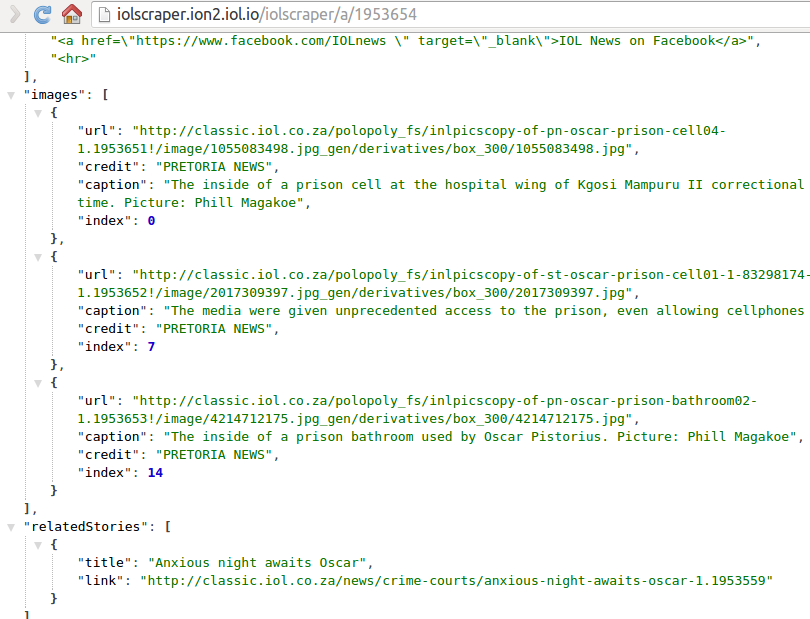 iolscraper.ion2.iol.io/iolscraper/a/1953654
"<a href=\"https://www.facebook.com/IOLnews \" target=\"_blank\">IOL News on Facebook</a>",
"<hr>"
],
"images": [
{
"url": "http://classic.iol.co.za/polopoly_fs/inlpicscopy-of-pn-oscar-prison-cell04-
1.1953651!/image/1055083498.jpg_gen/derivatives/box_300/1055083498.jpg",
"credit": "PRETORIA NEWS",
"caption": "The inside of a prison cell at the hospital wing of Kgosi Mampuru II correctional
time. Picture: Phill Magakoe",
"index": 0
},
{
"url": "http://classic.iol.co.za/polopoly_fs/inlpicscopy-of-st-oscar-prison-cell01-1-83298174-
1.1953652!/image/2017309397.jpg_gen/derivatives/box_300/2017309397.jpg",
"caption": "The media were given unprecedented access to the prison, even allowing cellphones
"credit": "PRETORIA NEWS",
"index": 7
},
{
"url": "http://classic.iol.co.za/polopoly_fs/inlpicscopy-of-pn-oscar-prison-bathroom02-
1.1953653!/image/4214712175.jpg_gen/derivatives/box_300/4214712175.jpg",
"caption": "The inside of a prison bathroom used by Oscar Pistorius. Picture: Phill Magakoe",
"credit": "PRETORIA NEWS",
"index": 14
}
],
"relatedStories": [
{
"title": "Anxious night awaits Oscar",
"link": "http://classic.iol.co.za/news/crime-courts/anxious-night-awaits-oscar-1.1953559"
}
]